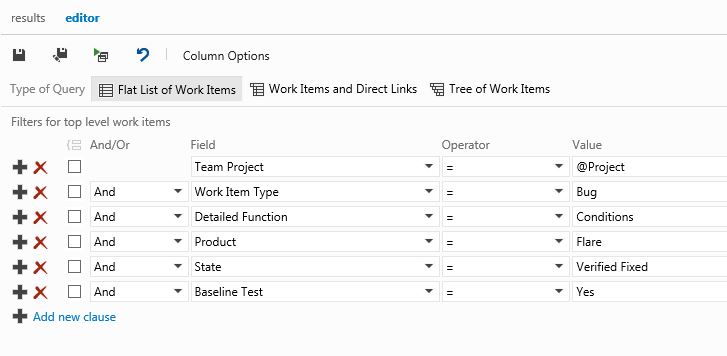 results editor
Column Options
Type of Query Flat List of Work Items Work Items and Direct Links Tree of Work Items
Filters for top level work items
And/Or Field Operator Value
Team Project = @Project
And Work Item Type = Bug
And Detailed Function = Conditions
And Product = Flare
And State = Verified Fixed
And Baseline Test = Yes
Add new clause